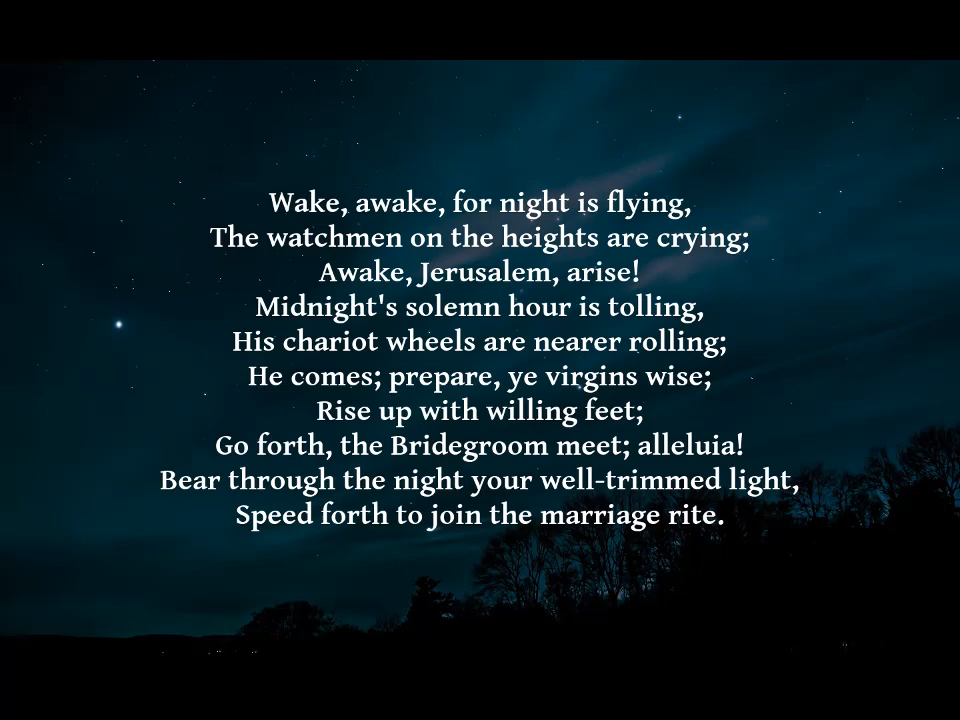 Wake, awake, for night is flying,
The watchmen on the heights are crying;
Awake, Jerusalem, arise!
Midnight's solemn hour is tolling,
His chariot wheels are nearer rolling;
He comes; prepare, ye virgins wise;
Rise up with willing feet;
Go forth, the Bridegroom meet; alleluia!
Bear through the night your well-trimmed light,
Speed forth to join the marriage rite.